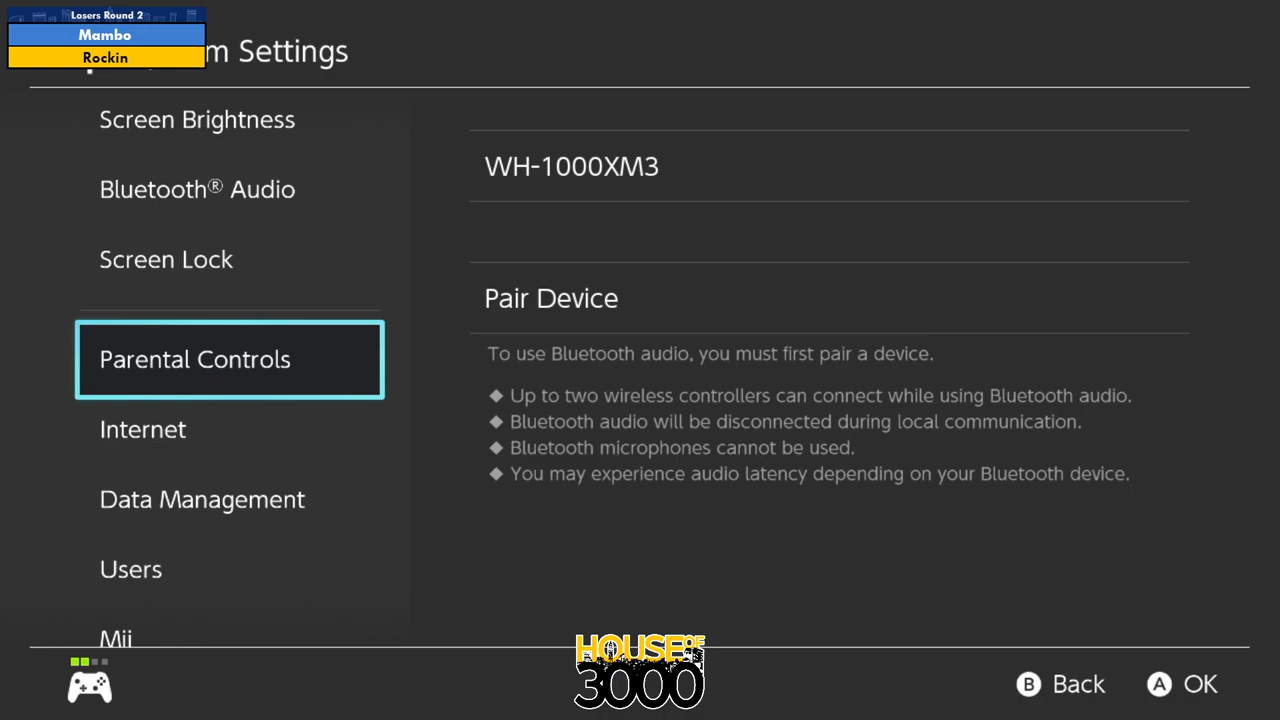 Losers Round 2
Mambo
Rockin
m Settings
Screen Brightness
Bluetooth® Audio
Screen Lock
Parental Controls
Internet
Data Management
Users
Mii
WH-1000XM3
Pair Device
To use Bluetooth audio, you must first pair a device.
◆ Up to two wireless controllers can connect while using Bluetooth audio.
◆ Bluetooth audio will be disconnected during local communication.
◆ Bluetooth microphones cannot be used.
◆ You may experience audio latency depending on your Bluetooth device.
HOUSE OF
3000
B Back
A OK